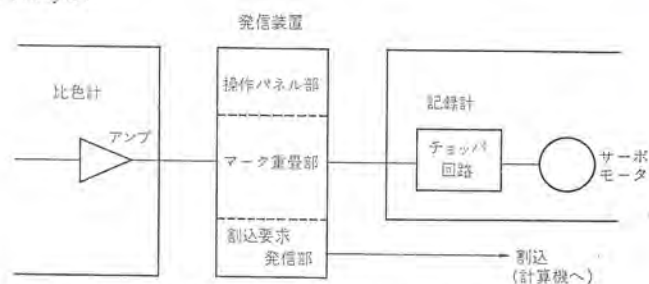 発信装置
操作パネル部
比色計
記録計
アンプ
チョッパ
回路
サーボ
モータ
マーク重畳部
割込要求
発信部
割込
(計算機へ)